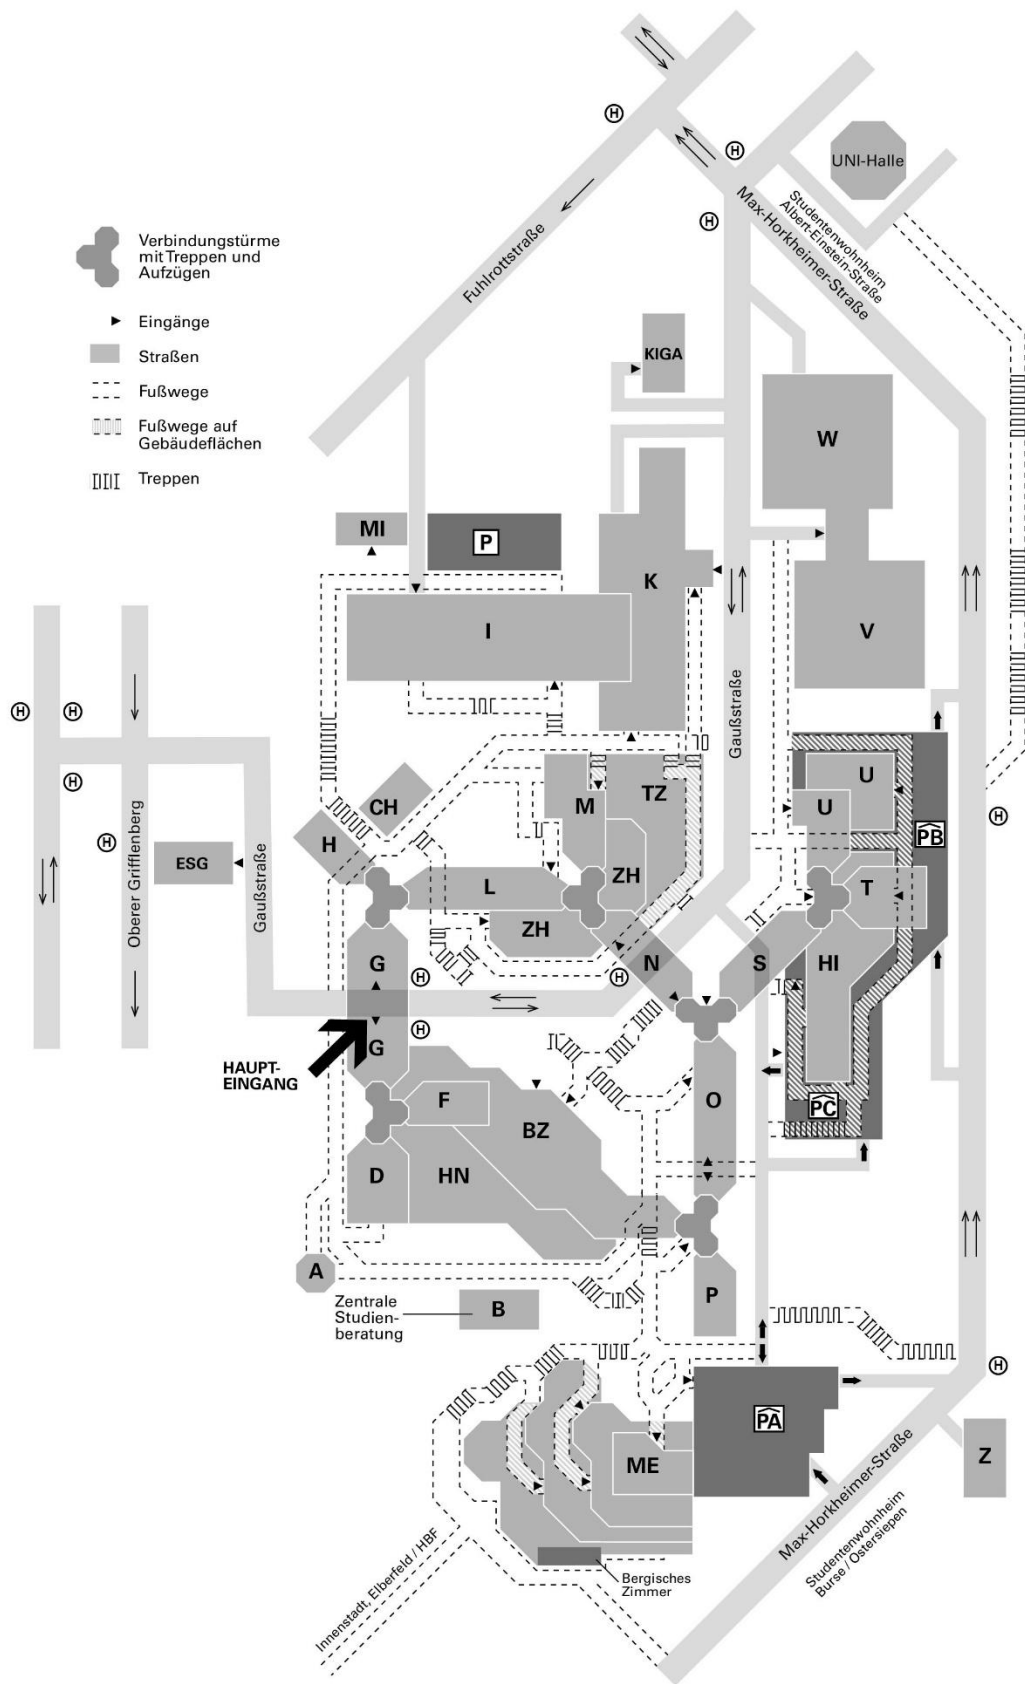 Ⓗ
Ⓗ
Ⓗ
UNI-Halle
Max-Horkheimer-Straße
Studentenwohnheim
Albert-Einstein-Straße
Fuhlrottstraße
Verbindungstürme
mit Treppen und
Aufzügen
Eingänge
Straßen
Fußwege
Fußwege auf
Gebäudeflächen
Treppen
KIGA
W
MI
P
K
I
V
Gaußstraße
Ⓗ
Ⓗ
Ⓗ
Ⓗ
Oberer Grifflenberg
Gaußstraße
ESG
CH
H
M
TZ
U
U
PB
Ⓗ
L
ZH
ZH
T
G
N
S
HI
Ⓗ
Ⓗ
Ⓗ
HAUPT-
EINGANG
G
F
BZ
O
PC
D
HN
A
Zentrale
Studien-
beratung
B
P
Ⓗ
PA
ME
Z
Max-Horkheimer-Straße
Studentenwohnheim
Burse / Ostersiepen
Bergisches
Zimmer
Innenstadt, Elberfeld / HBF